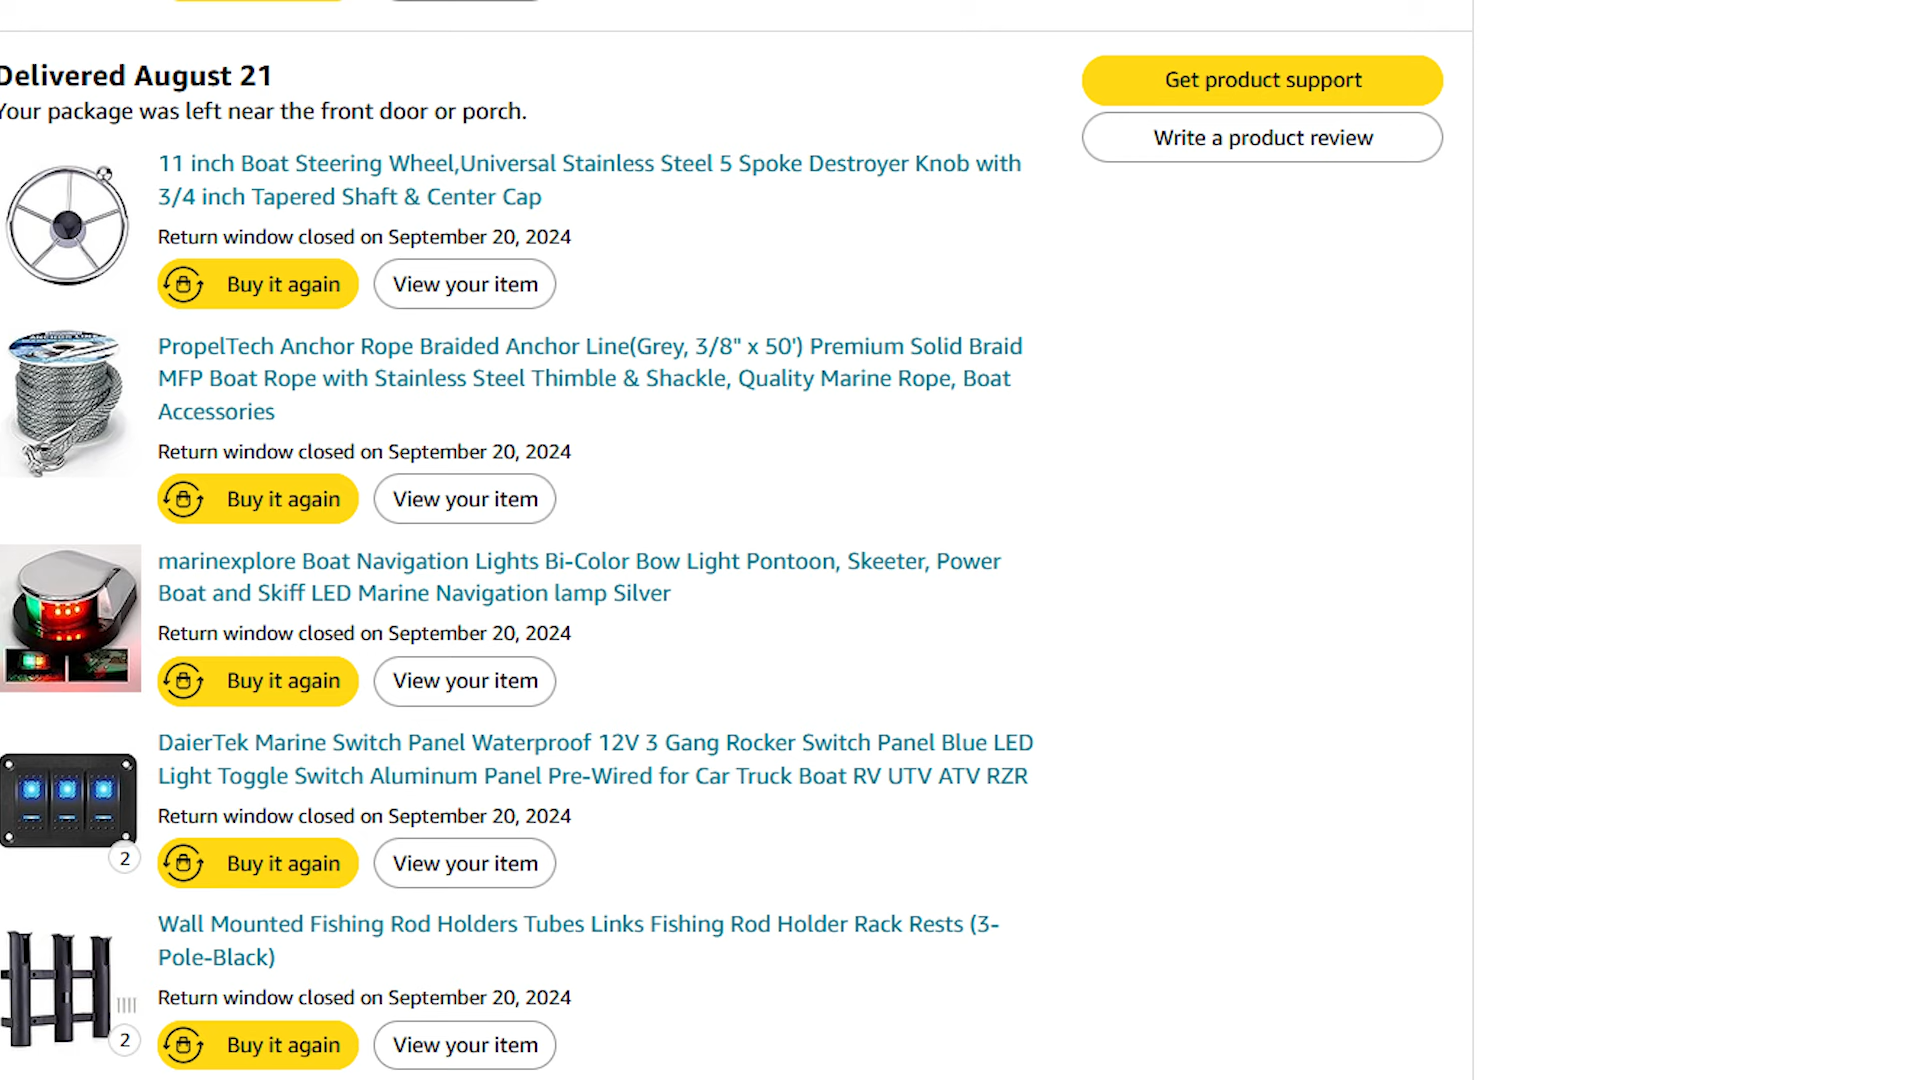 Delivered August 21
Your package was left near the front door or porch.
Get product support
Write a product review
11 inch Boat Steering Wheel,Universal Stainless Steel 5 Spoke Destroyer Knob with
3/4 inch Tapered Shaft & Center Cap
Return window closed on September 20, 2024
Buy it again
View your item
ANCHOR LINE
PropelTech Anchor Rope Braided Anchor Line(Grey, 3/8" x 50') Premium Solid Braid
MFP Boat Rope with Stainless Steel Thimble & Shackle, Quality Marine Rope, Boat
Accessories
Return window closed on September 20, 2024
Buy it again
View your item
marinexplore Boat Navigation Lights Bi-Color Bow Light Pontoon, Skeeter, Power
Boat and Skiff LED Marine Navigation lamp Silver
Return window closed on September 20, 2024
Buy it again
View your item
DaierTek Marine Switch Panel Waterproof 12V 3 Gang Rocker Switch Panel Blue LED
Light Toggle Switch Aluminum Panel Pre-Wired for Car Truck Boat RV UTV ATV RZR
Return window closed on September 20, 2024
2
Buy it again
View your item
Wall Mounted Fishing Rod Holders Tubes Links Fishing Rod Holder Rack Rests (3-
Pole-Black)
Return window closed on September 20, 2024
2
Buy it again
View your item